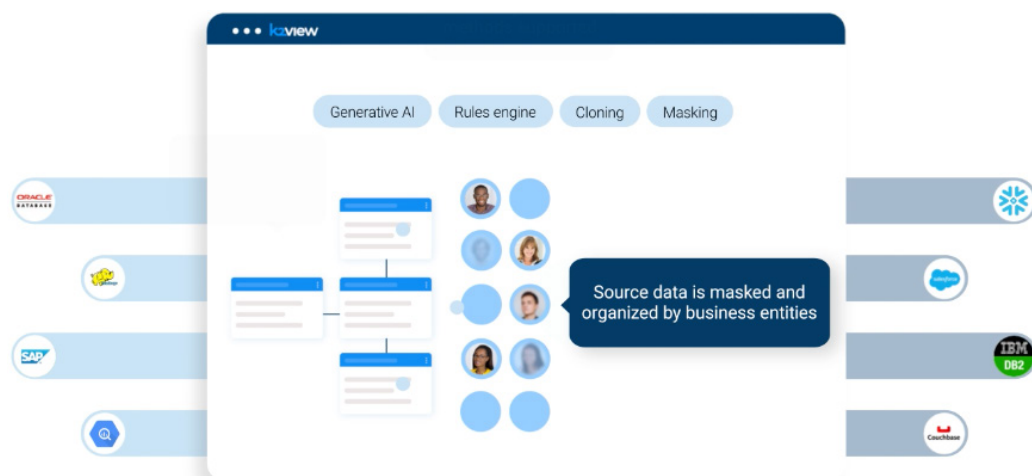 k2view
Generative AI
Rules engine
Cloning
Masking
ORACLE
DATABASE
SAP
Source data is masked and
organized by business entities
salesforce
IBM
DB2
Couchbase